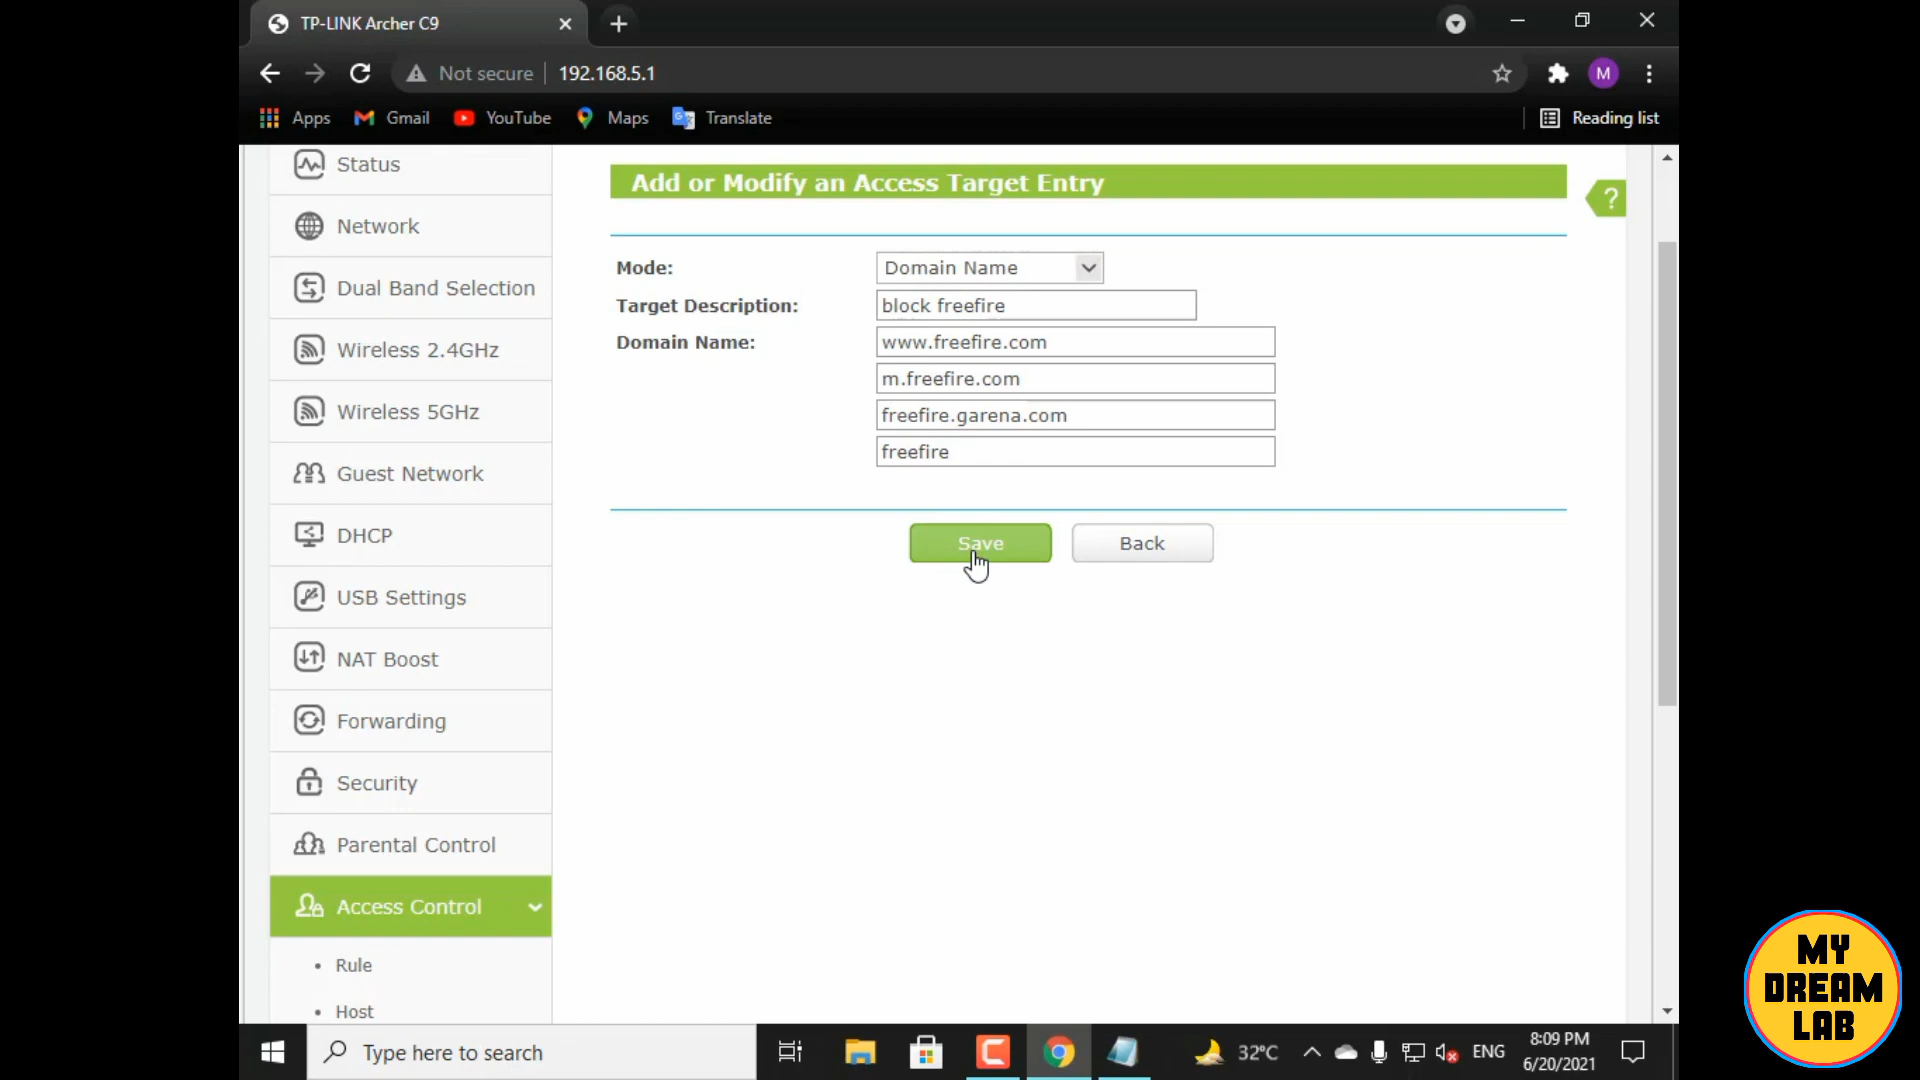 TP-LINK Archer C9
Not secure 192.168.5.1
M
Apps Gmail YouTube Maps Translate Reading list
Status
Network
Dual Band Selection
Wireless 2.4GHz
Wireless 5GHz
Guest Network
DHCP
USB Settings
NAT Boost
Forwarding
Security
Parental Control
Access Control
Rule
Host
Add or Modify an Access Target Entry
?
Mode: Domain Name
Target Description: block freefire
Domain Name: www.freefire.com
m.freefire.com
freefire.garena.com
freefire
Save Back
Type here to search
32°C
ENG
8:09 PM
6/20/2021
MY
DREAM
LAB